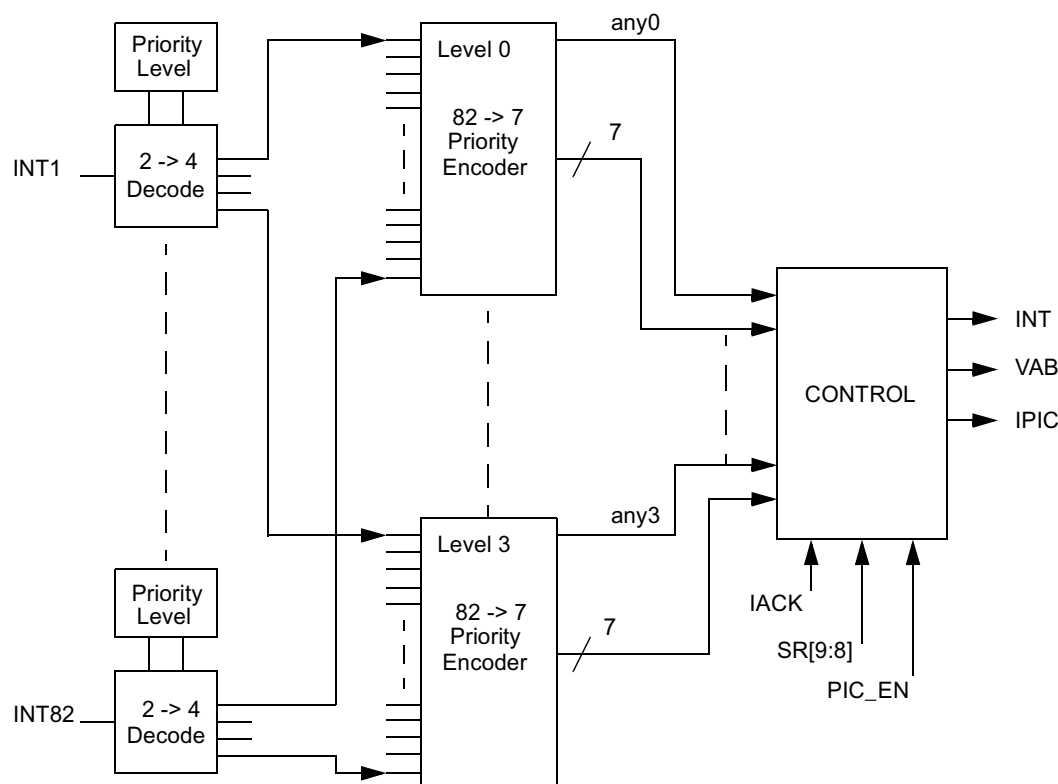 Priority
Level
INT1
2 -> 4
Decode
Level 0
82 -> 7
Priority
Encoder
any0
7
CONTROL
INT
VAB
IPIC
IACK
SR[9:8]
PIC_EN
Priority
Level
INT82
2 -> 4
Decode
Level 3
82 -> 7
Priority
Encoder
any3
7